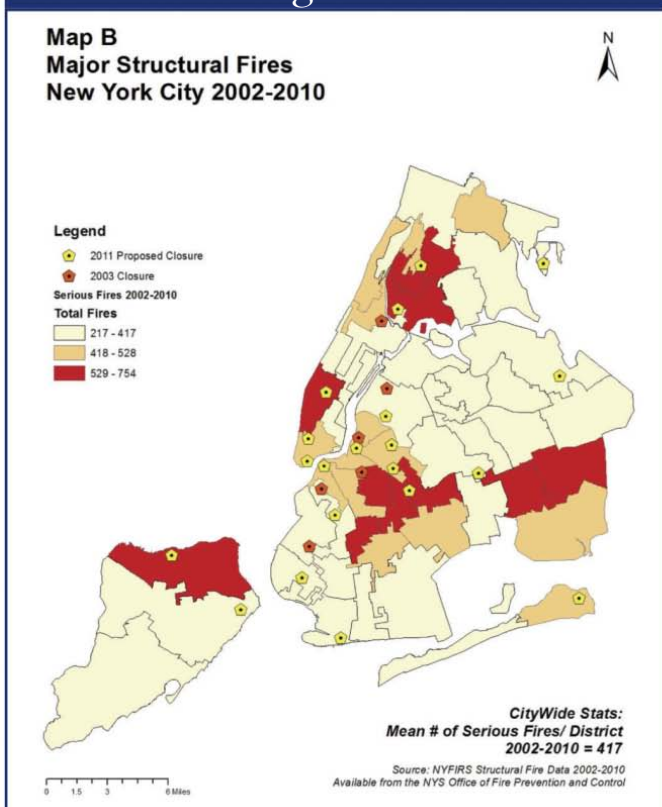 Map B
Major Structural Fires
New York City 2002-2010
N
Legend
2011 Proposed Closure
2003 Closure
Serious Fires 2002-2010
Total Fires
217 - 417
418 - 528
529 - 754
CityWide Stats:
Mean # of Serious Fires/ District
2002-2010 = 417
Source: NYFIRS Structural Fire Data 2002-2010
Available from the NYS Office of Fire Prevention and Control
0 1.5 3 6 Miles